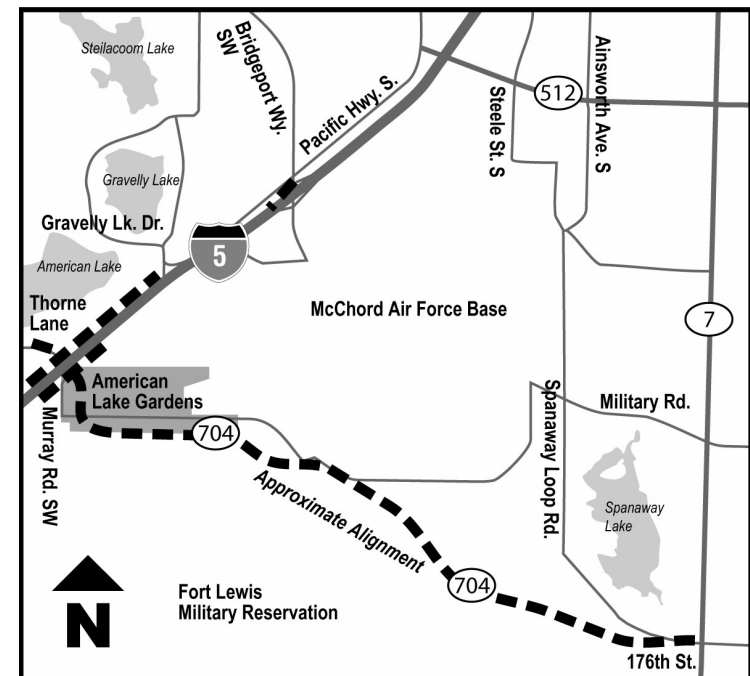 Steilacoom Lake
Bridgeport Wy.
SW
Pacific Hwy. S.
Steele St. S
512
Ainsworth Ave. S
Gravelly Lake
Gravelly Lk. Dr.
5
American Lake
McChord Air Force Base
Thorne
Lane
7
American
Lake Gardens
Military Rd.
Murray Rd. SW
704
Spanaway Loop Rd.
Approximate Alignment
Spanaway
Lake
704
Fort Lewis
Military Reservation
N
176th St.